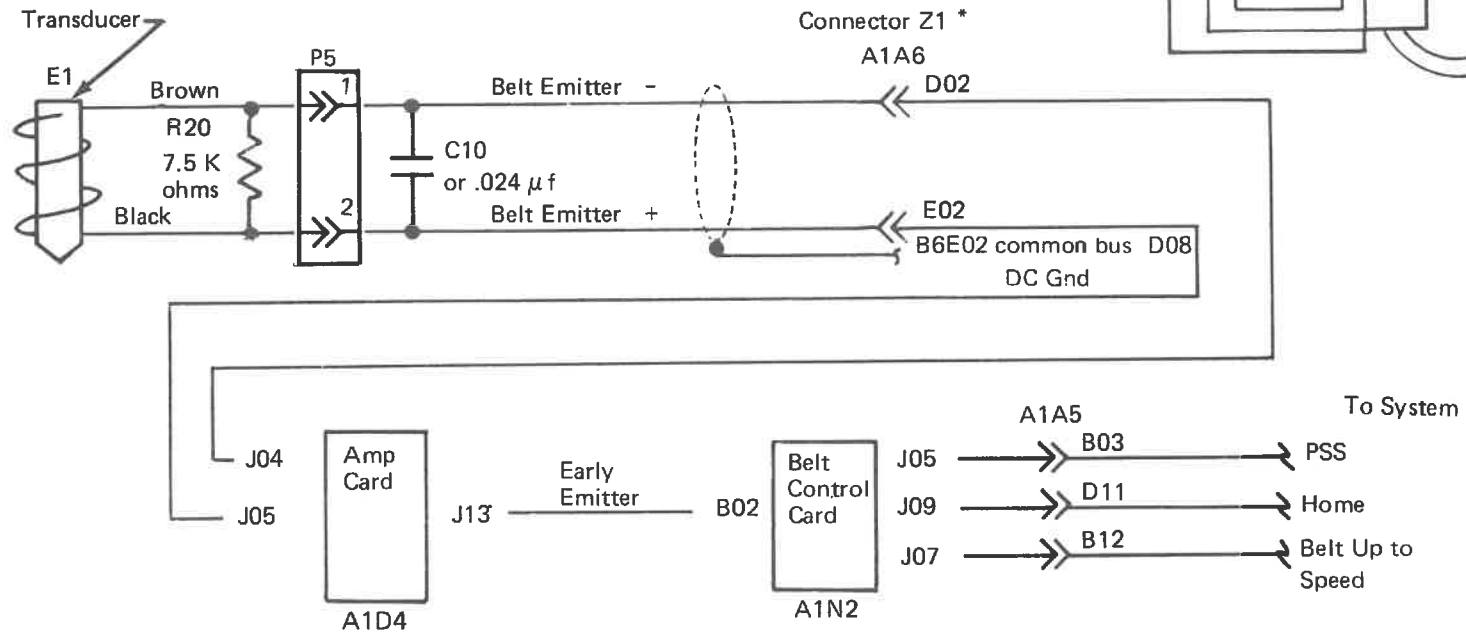 Transducer
Connector Z1 *
A1A6
P5
E1
Brown
1
Belt Emitter -
D02
R20
7.5 K
ohms
C10
or .024 μf
Black
2
Belt Emitter +
E02
B6E02 common bus D08
DC Gnd
To System
A1A5
J04
Amp
Card
Early
Emitter
J13
B02
Belt
Control
Card
J05
B03
PSS
J05
J09
D11
Home
J07
B12
Belt Up to
Speed
A1D4
A1N2